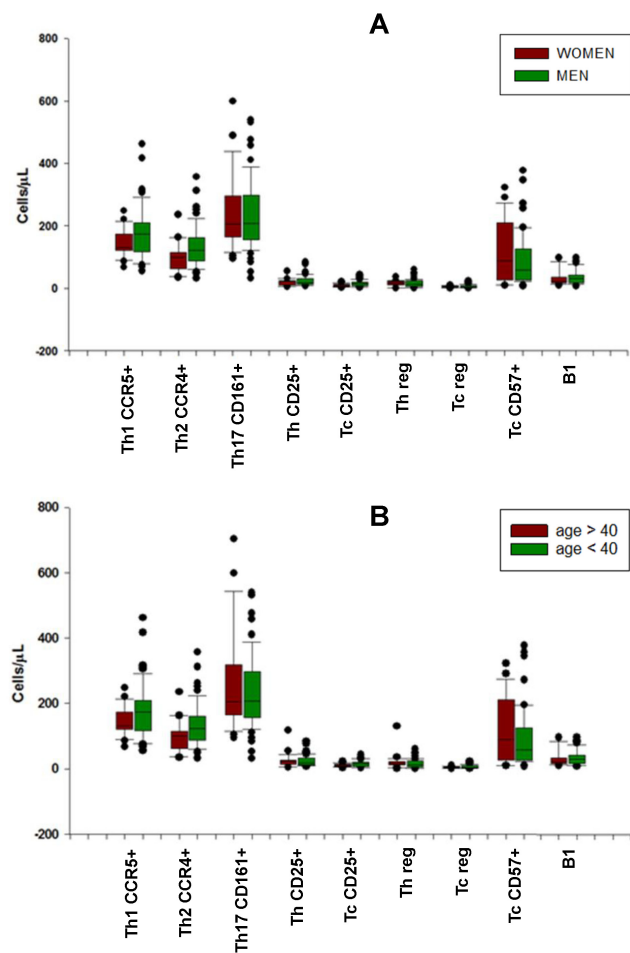 A
WOMEN
MEN
800
600
400
200
0
-200
Cells/µL
Th1 CCR5+
Th2 CCR4+
Th17 CD161+
Th CD25+
Tc CD25+
Th reg
Tc reg
Tc CD57+
B1
B
age > 40
age < 40
800
600
400
200
0
-200
Cells/µL
Th1 CCR5+
Th2 CCR4+
Th17 CD161+
Th CD25+
Tc CD25+
Th reg
Tc reg
Tc CD57+
B1